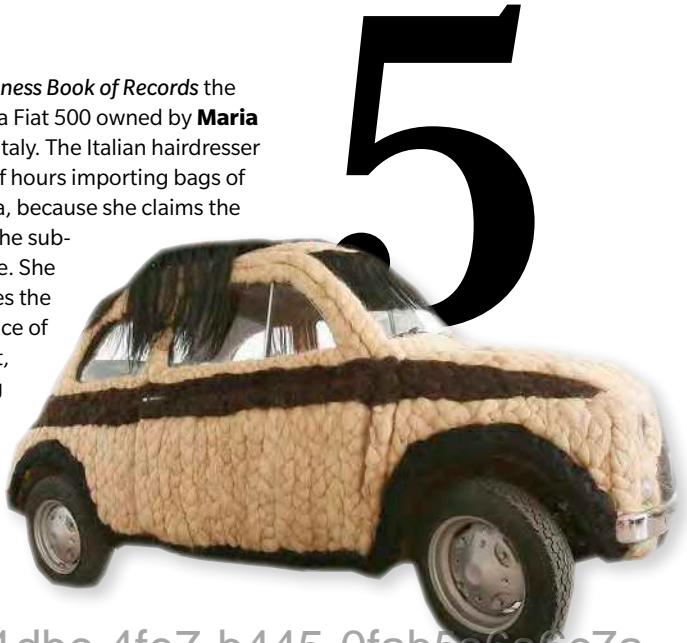 5
ness Book of Records the
a Fiat 500 owned by Maria
taly. The Italian hairdresser
f hours importing bags of
a, because she claims the
he sub-
e. She
es the
ce of
t,
g